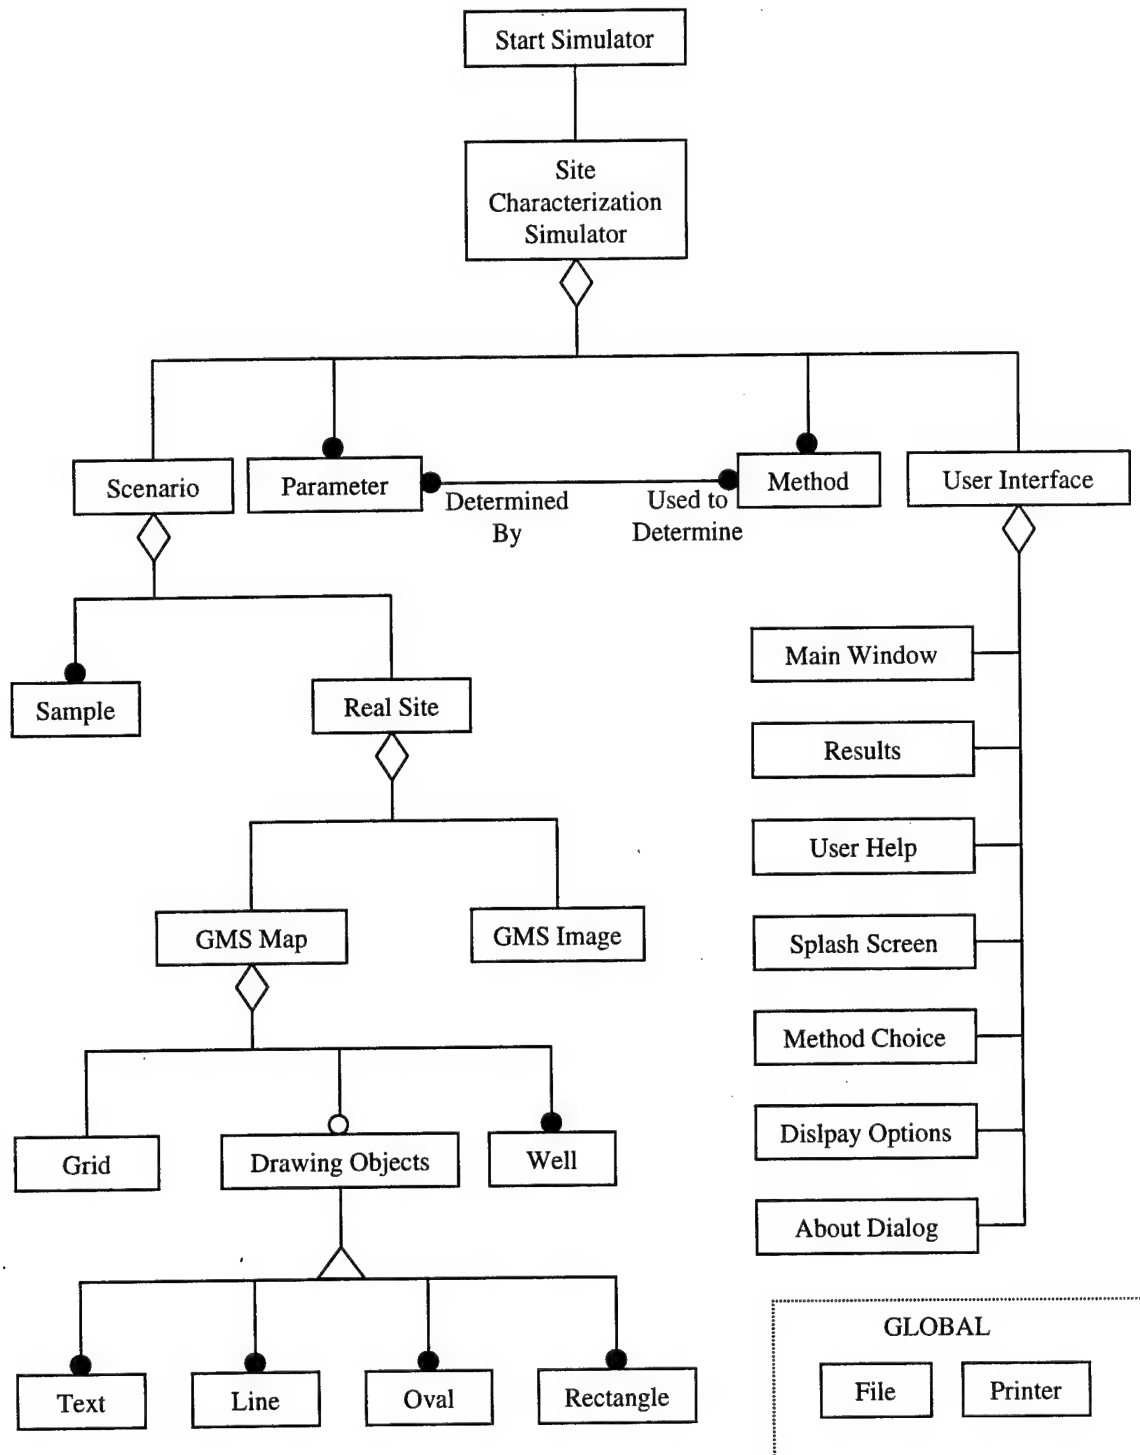 Start Simulator
Site
Characterization
Simulator
Scenario
Parameter
Determined
By
Used to
Determine
Method
User Interface
Sample
Real Site
Main Window
Results
User Help
GMS Map
GMS Image
Splash Screen
Method Choice
Grid
Drawing Objects
Well
Dislpay Options
About Dialog
Text
Line
Oval
Rectangle
GLOBAL
File
Printer